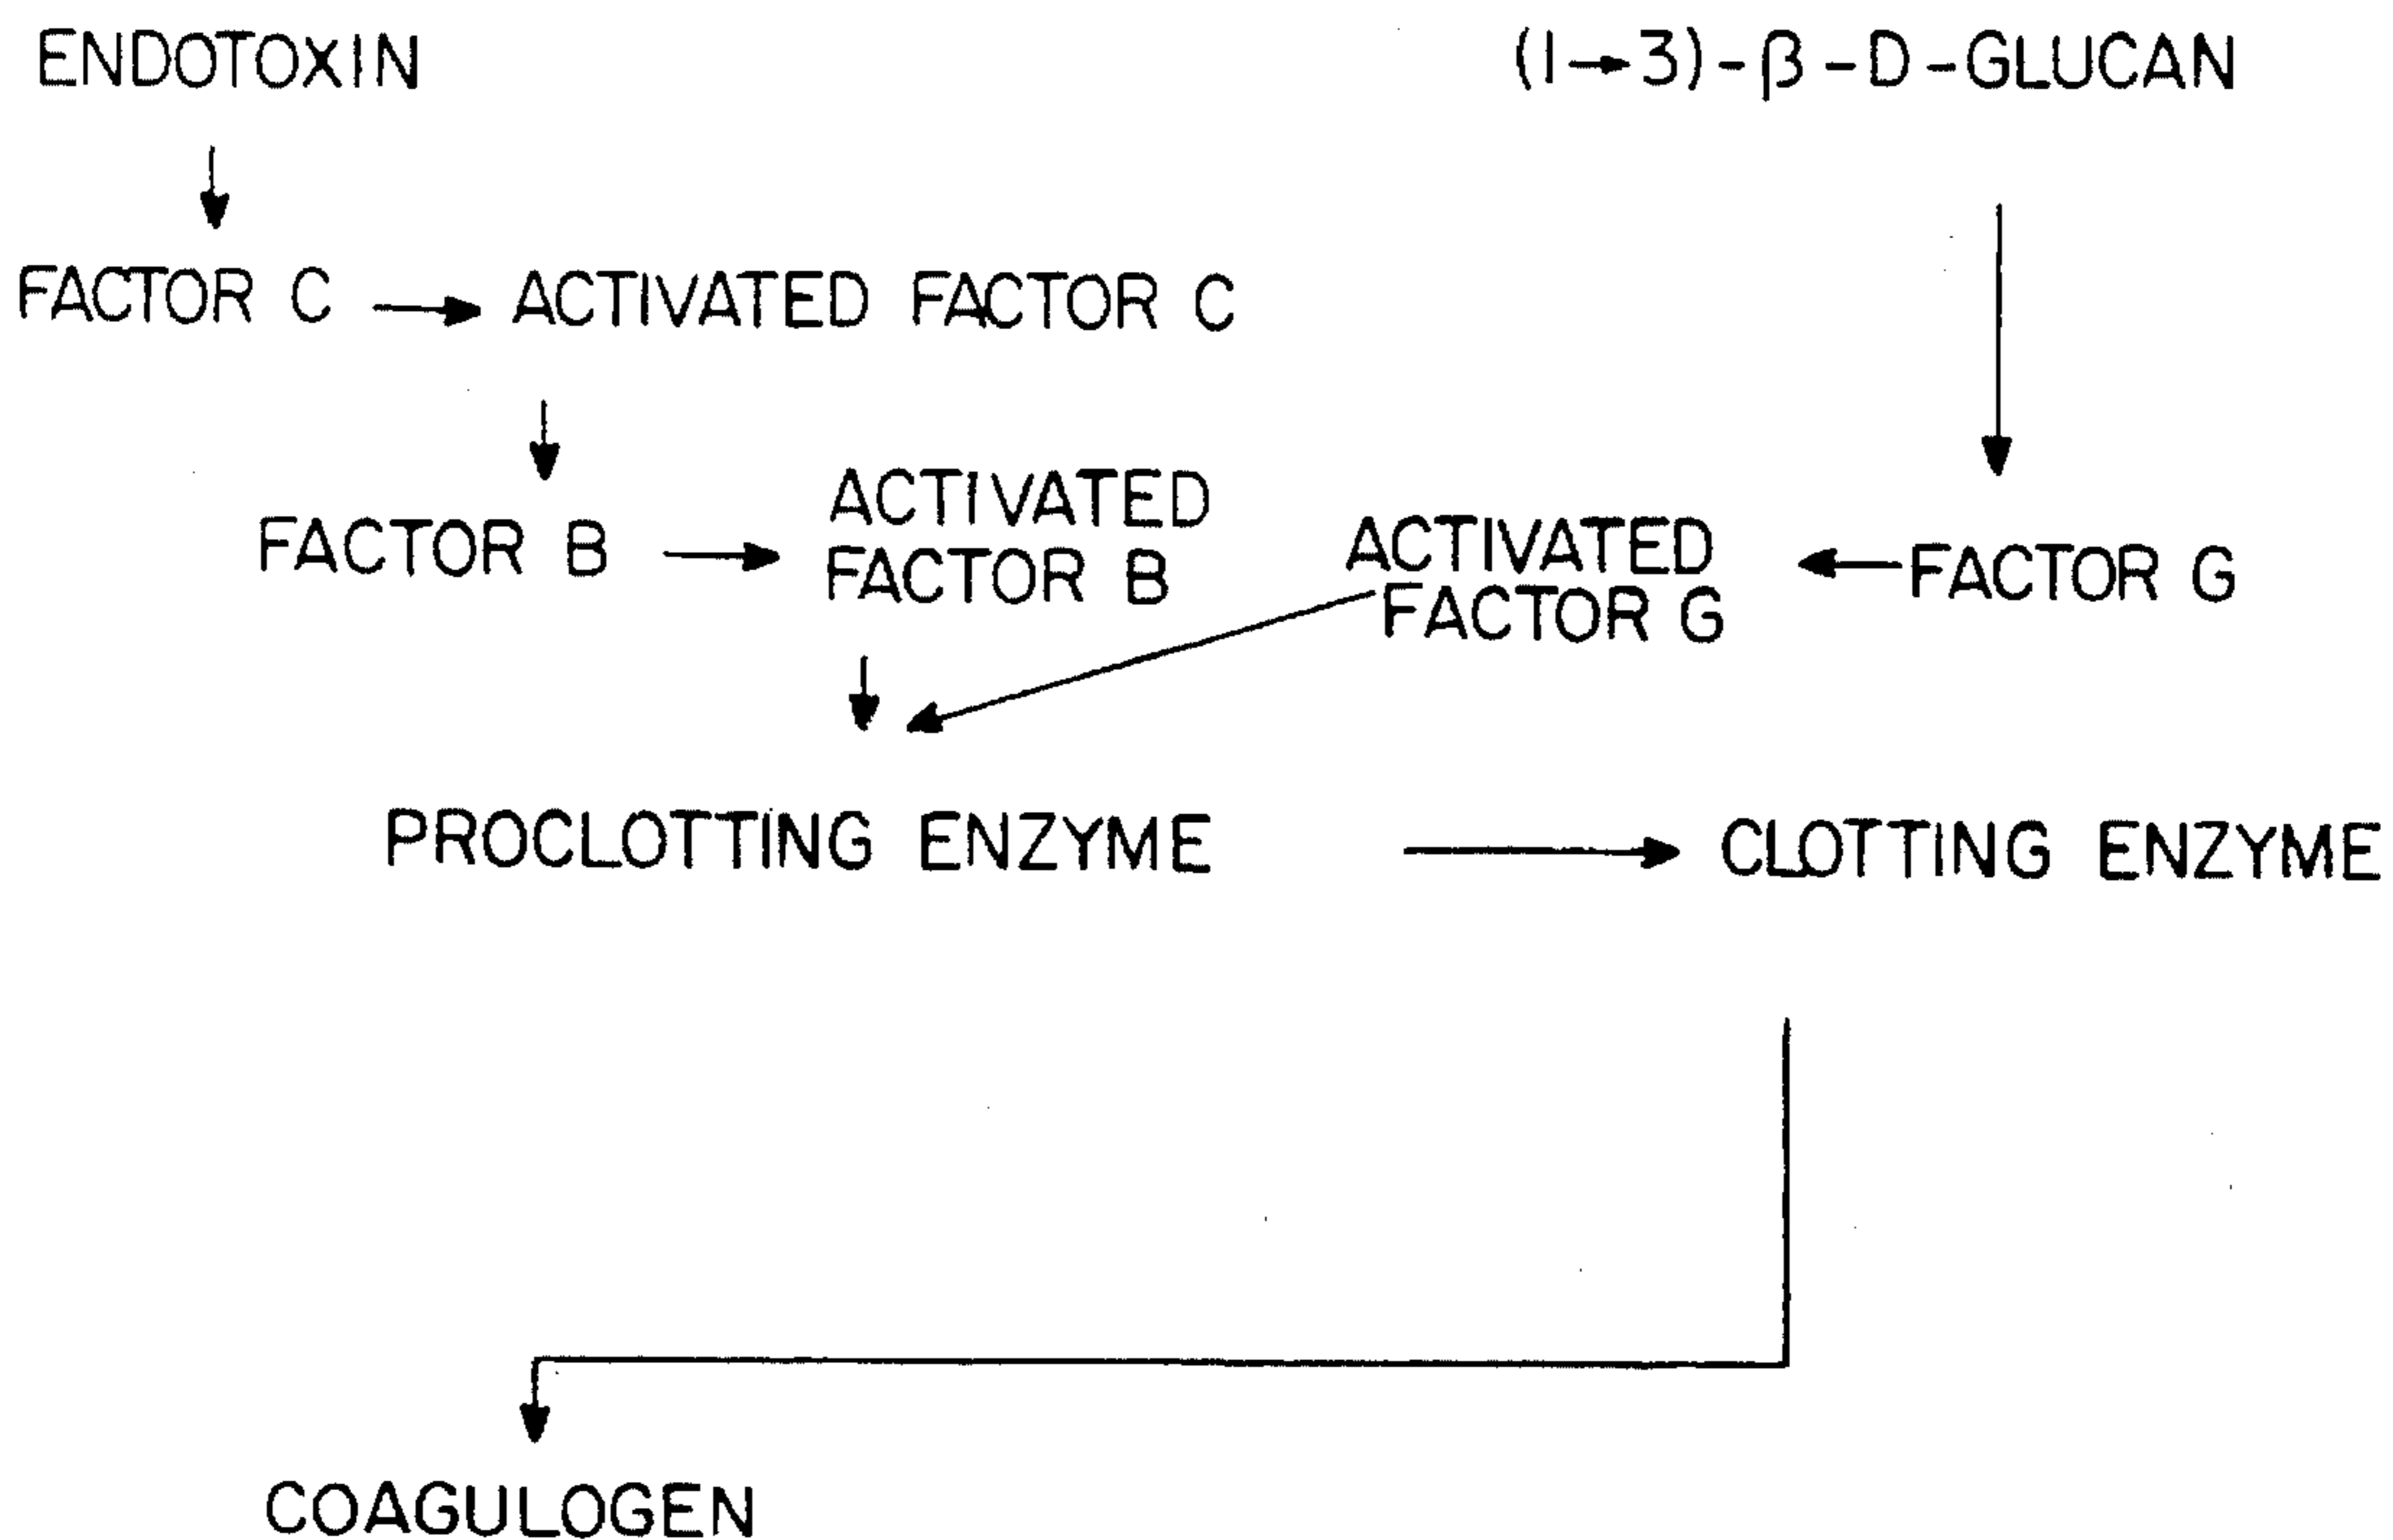 ENDOTOXIN
(1→3)-β-D-GLUCAN
FACTOR C → ACTIVATED FACTOR C
FACTOR B → ACTIVATED
FACTOR B
ACTIVATED
FACTOR G
FACTOR G
PROCLOTTING ENZYME → CLOTTING ENZYME
COAGULOGEN